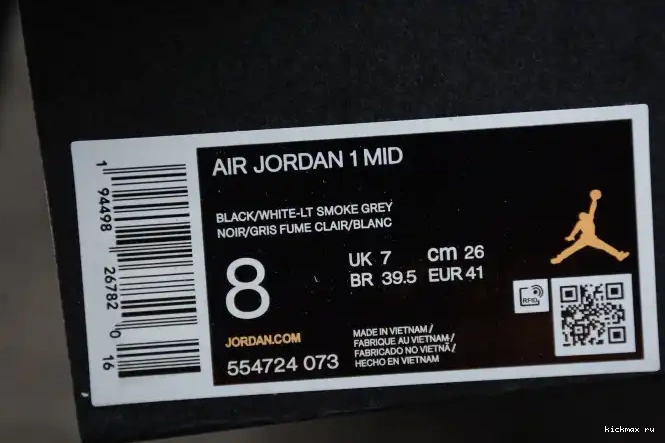 AIR JORDAN 1 MID
BLACK/WHITE-LT SMOKE GREY
NOIR/GRIS FUME CLAIR/BLANC
8
UK 7 cm 26
BR 39.5 EUR 41
RFID
JORDAN.COM
554724 073
MADE IN VIETNAM/
FABRIQUE AU VIETNAM/
FABRICADO NO VIETNÃ/
HECHO EN VIETNAM
1 94498 26782 0 16
kickmax ru